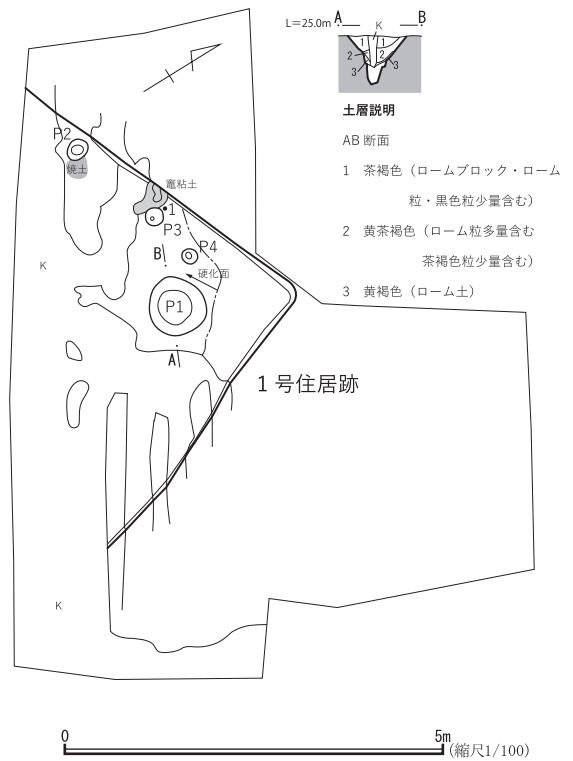 L＝25.0m A K B
1 1
2 2
3 3
土層説明
AB 断面
1 茶褐色（ロームブロック・ローム
粒・黒色粒少量含む）
2 黄茶褐色（ローム粒多量含む
茶褐色粒少量含む）
3 黄褐色（ローム土）
P2
焼土
竈粘土
1
P3
B
P4
K
硬化面
P1
A
1 号住居跡
K
0 5m
(縮尺1/100)